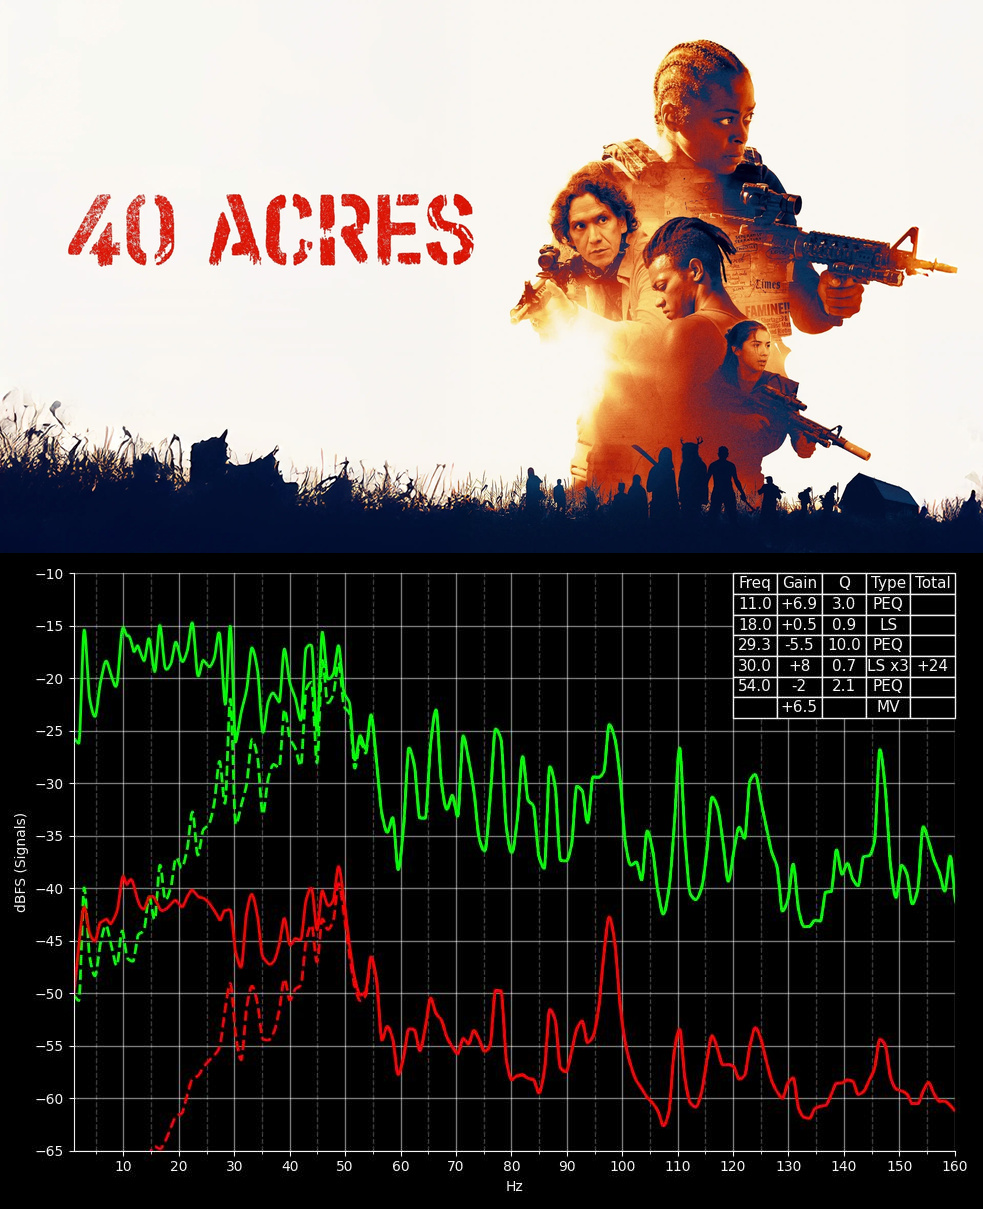 40 ACRES
Times
FAMINE!!
Freq Gain Q Type Total
11.0 +6.9 3.0 PEQ
18.0 +0.5 0.9 LS
29.3 -5.5 10.0 PEQ
30.0 +8 0.7 LS x3 +24
54.0 -2 2.1 PEQ
+6.5 MV
−10
−15
−20
−25
−30
−35
−40
−45
−50
−55
−60
−65
dBFS (Signals)
10 20 30 40 50 60 70 80 90 100 110 120 130 140 150 160
Hz